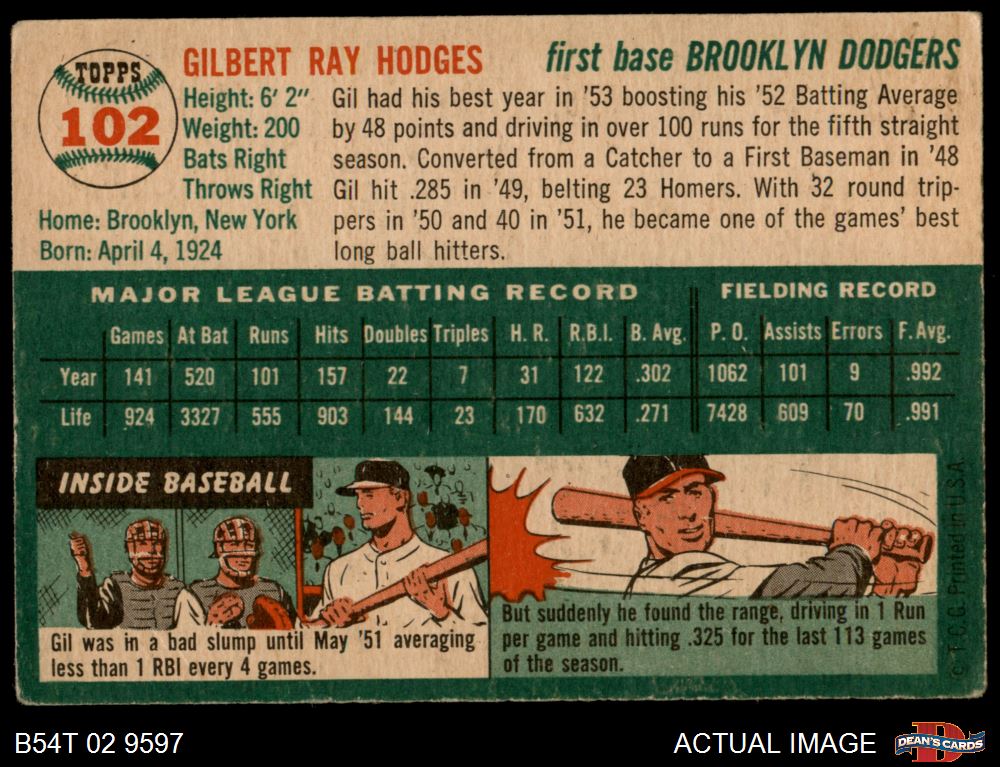 TOPPS
102
GILBERT RAY HODGES
first base BROOKLYN DODGERS
Height: 6' 2"
Weight: 200
Bats Right
Throws Right
Home: Brooklyn, New York
Born: April 4, 1924
Gil had his best year in '53 boosting his '52 Batting Average
by 48 points and driving in over 100 runs for the fifth straight
season. Converted from a Catcher to a First Baseman in '48
Gil hit .285 in '49, belting 23 Homers. With 32 round trip-
pers in '50 and 40 in '51, he became one of the games' best
long ball hitters.
MAJOR LEAGUE BATTING RECORD FIELDING RECORD
Games At Bat Runs Hits Doubles Triples H. R. R.B.I. B. Avg. P. O. Assists Errors F. Avg.
Year 141 520 101 157 22 7 31 122 .302 1062 101 9 .992
Life 924 3327 555 903 144 23 170 632 .271 7428 609 70 .991
INSIDE BASEBALL
Gil was in a bad slump until May '51 averaging
less than 1 RBI every 4 games.
But suddenly he found the range, driving in 1 Run
per game and hitting .325 for the last 113 games
of the season.
© T.C.G. Printed in U.S.A.
B54T 02 9597
ACTUAL IMAGE
DEAN'S CARDS